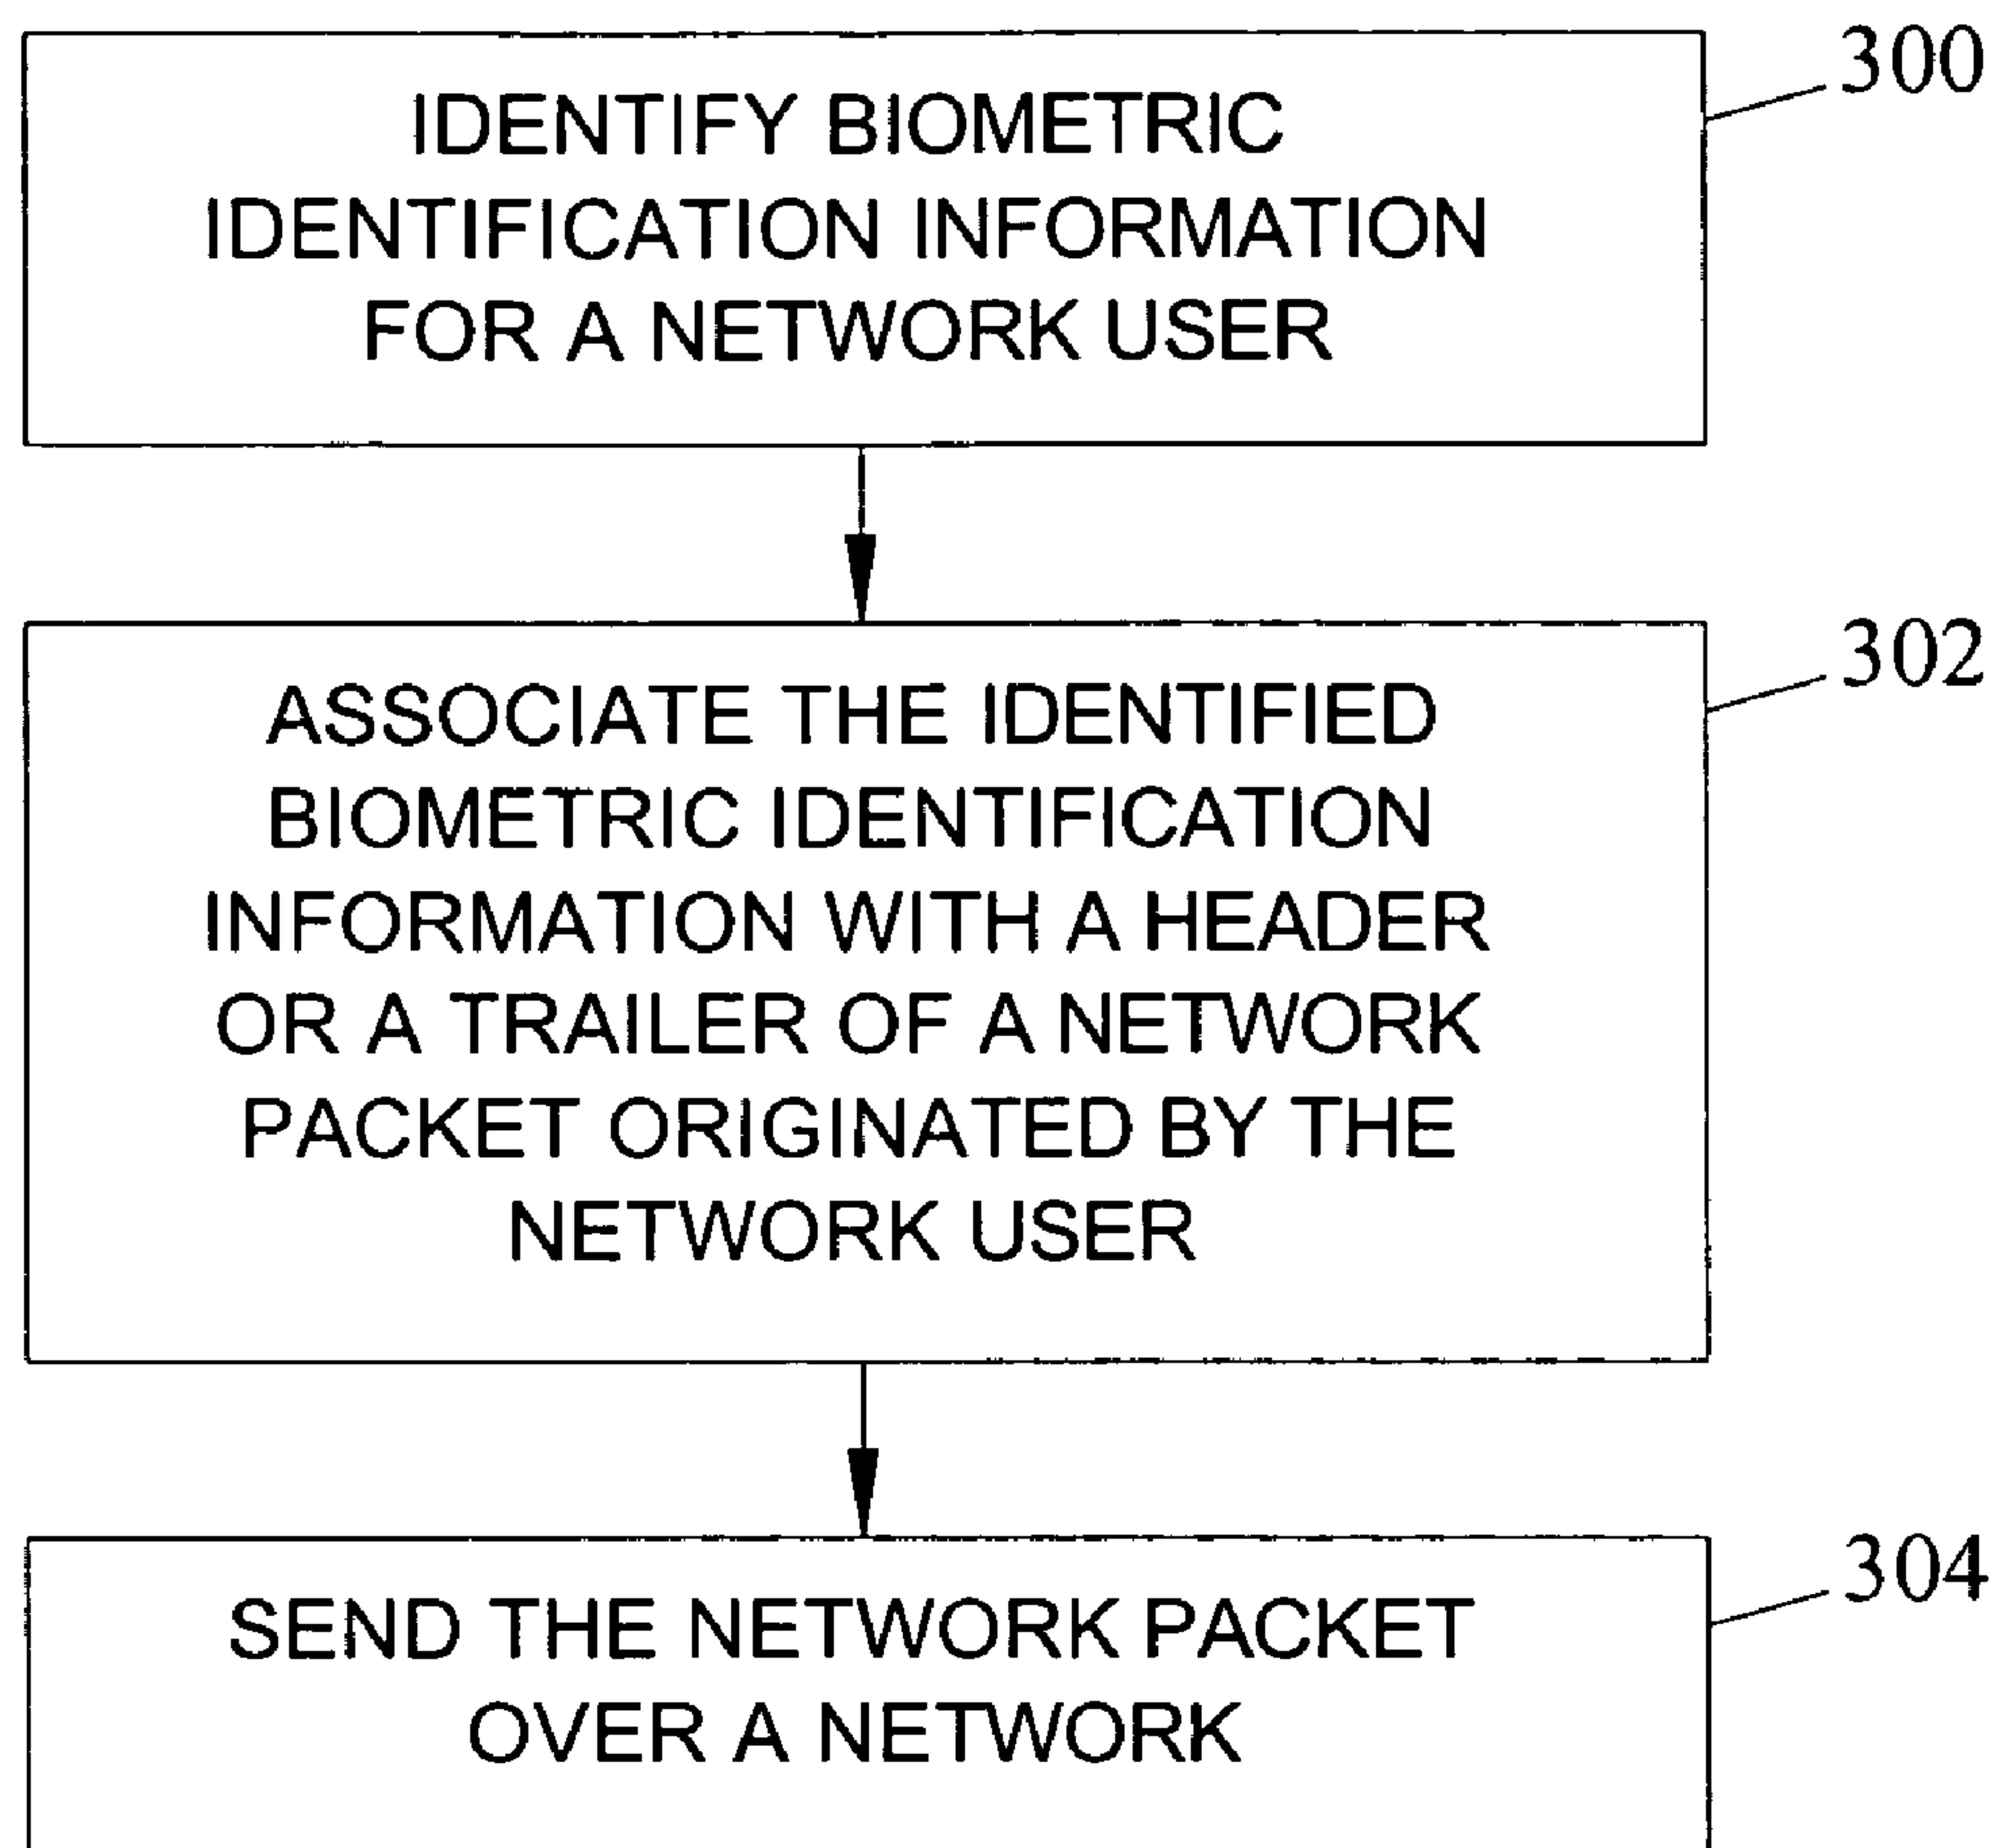 300
IDENTIFY BIOMETRIC
IDENTIFICATION INFORMATION
FOR A NETWORK USER
302
ASSOCIATE THE IDENTIFIED
BIOMETRIC IDENTIFICATION
INFORMATION WITH A HEADER
OR A TRAILER OF A NETWORK
PACKET ORIGINATED BY THE
NETWORK USER
304
SEND THE NETWORK PACKET
OVER A NETWORK